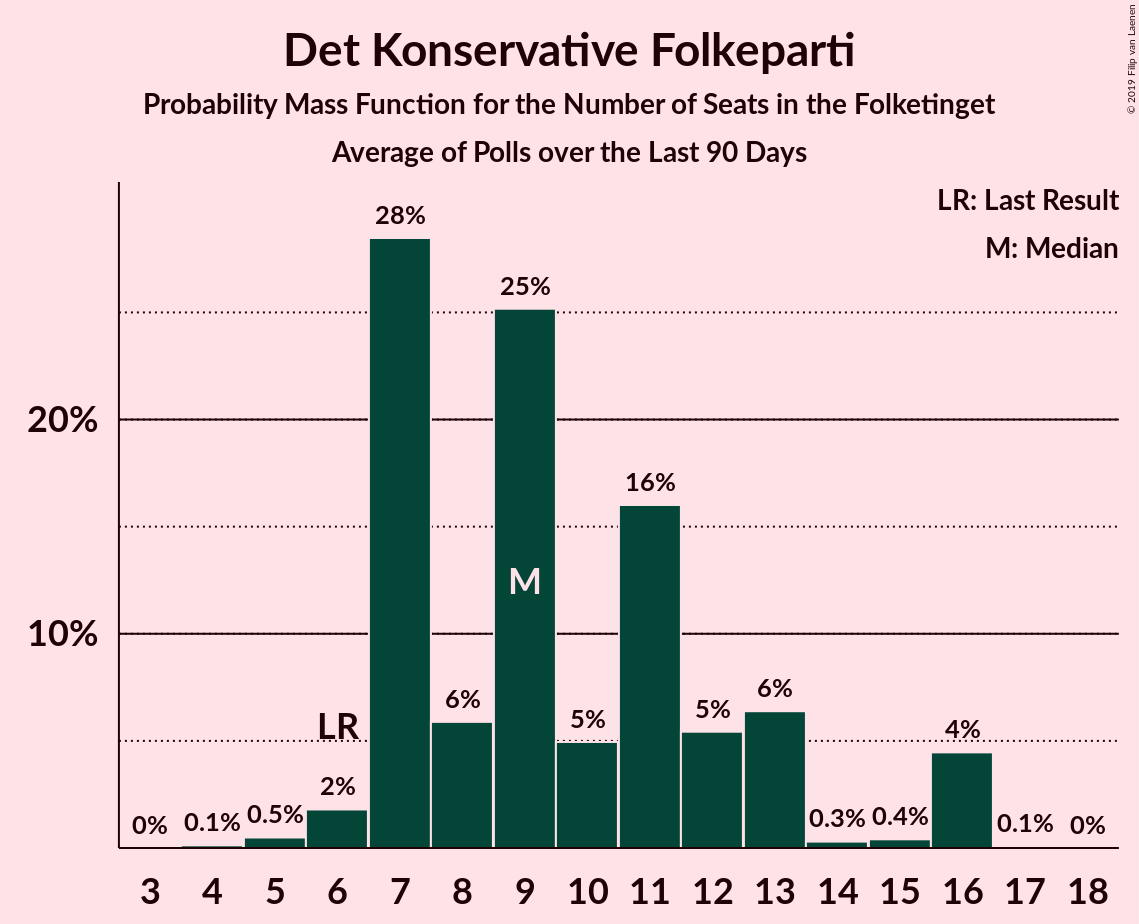 Det Konservative Folkeparti
Probability Mass Function for the Number of Seats in the Folketinget
Average of Polls over the Last 90 Days
© 2019 Filip van Laenen
LR: Last Result
M: Median
28%
25%
20%
16%
M
10%
6%
6%
5%
5%
4%
LR
2%
0%
0.1%
0.5%
0.3%
0.4%
0.1%
0%
3 4 5 6 7 8 9 10 11 12 13 14 15 16 17 18